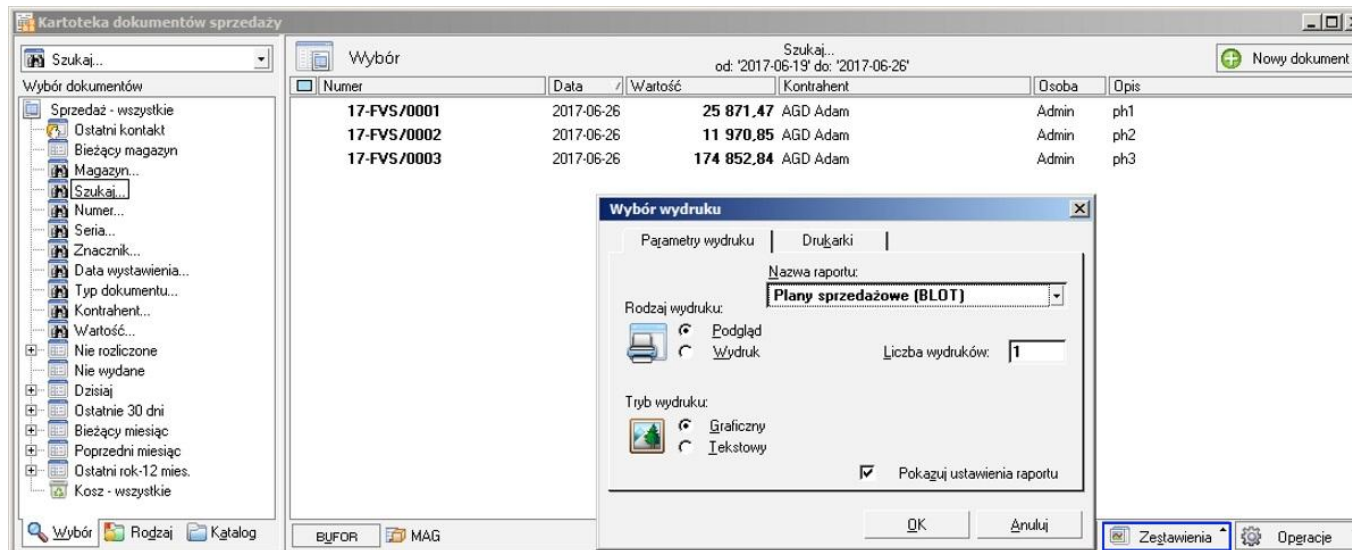 Kartoteka dokumentów sprzedaży
Szukaj...
Wybór dokumentów
Sprzedaż - wszystkie
Ostatni kontakt
Bieżący magazyn
Magazyn...
Szukaj...
Numer...
Seria...
Znacznik...
Data wystawienia...
Typ dokumentu...
Kontrahent...
Wartość...
Nie rozliczone
Nie wydane
Dzisiaj
Ostatnie 30 dni
Bieżący miesiąc
Poprzedni miesiąc
Ostatni rok-12 mies.
Kosz - wszystkie
Wybór Rodzaj Katalog
Wybór
Szukaj...
od: '2017-06-19' do: '2017-06-26'
Nowy dokument
Numer Data / Wartość Kontrahent Osoba Opis
17-FVS/0001 2017-06-26 25 871,47 AGD Adam Admin ph1
17-FVS/0002 2017-06-26 11 970,85 AGD Adam Admin ph2
17-FVS/0003 2017-06-26 174 852,84 AGD Adam Admin ph3
Wybór wydruku
Parametry wydruku Drukarki
Nazwa raportu:
Plany sprzedażowe (BLOT)
Rodzaj wydruku:
Podgląd
Wydruk
Liczba wydruków: 1
Tryb wydruku:
Graficzny
Tekstowy
Pokazuj ustawienia raportu
OK Anuluj
BUFOR MAG
Zestawienia Operacje